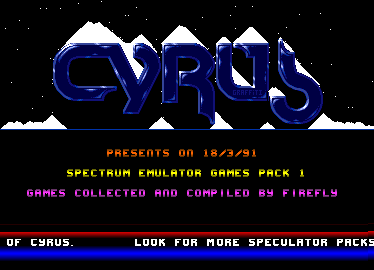 CYRUS
PRESENTS ON 18/3/91
SPECTRUM EMULATOR GAMES PACK 1
GAMES COLLECTED AND COMPILED BY FIREFLY
OF CYRUS. LOOK FOR MORE SPECULATOR PACKS